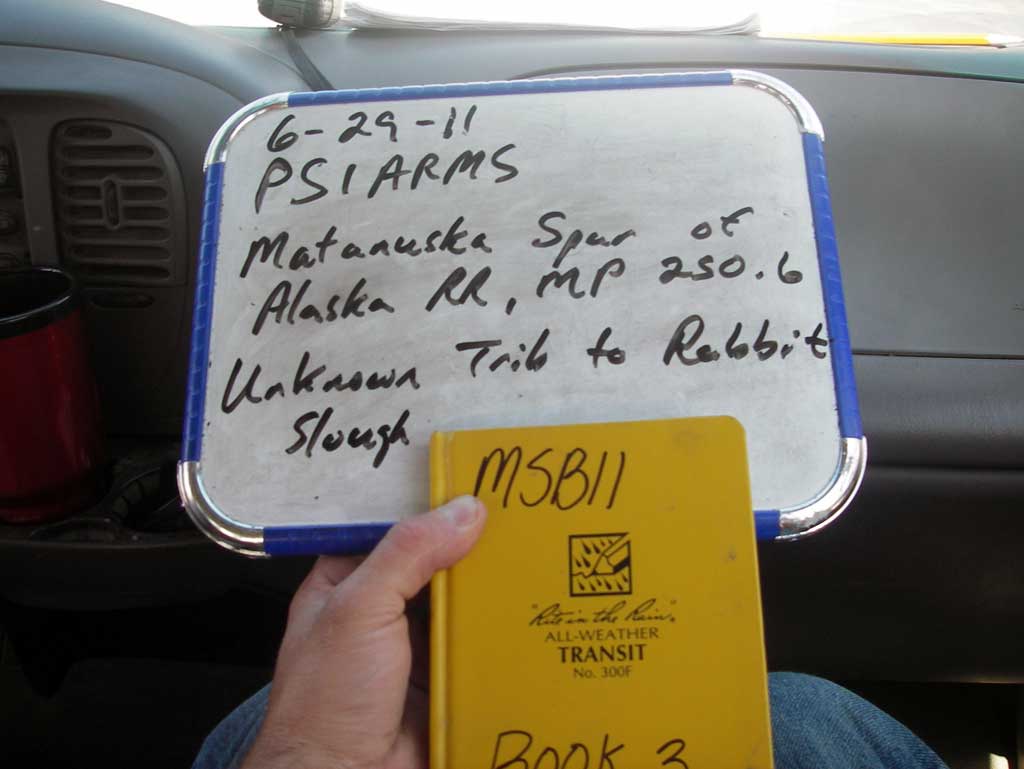 6-29-11
PSIARMS
Matanuska Spur of
Alaska RR, MP 250.6
Unknown Trib to Rabbit
Slough
MSB11
"Rite in the Rain"®
ALL-WEATHER
TRANSIT
No. 300F
BOOK 3